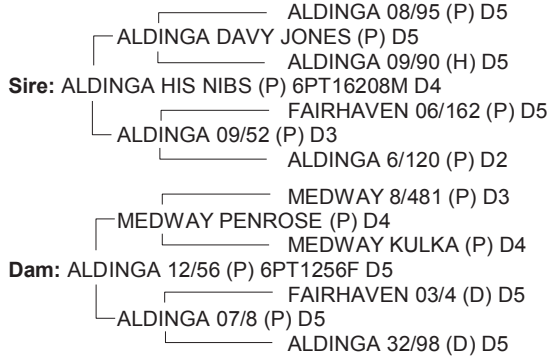 ALDINGA 08/95 (P) D5
ALDINGA DAVY JONES (P) D5
ALDINGA 09/90 (H) D5
Sire: ALDINGA HIS NIBS (P) 6PT16208M D4
FAIRHAVEN 06/162 (P) D5
ALDINGA 09/52 (P) D3
ALDINGA 6/120 (P) D2
MEDWAY 8/481 (P) D3
MEDWAY PENROSE (P) D4
MEDWAY KULKA (P) D4
Dam: ALDINGA 12/56 (P) 6PT1256F D5
FAIRHAVEN 03/4 (D) D5
ALDINGA 07/8 (P) D5
ALDINGA 32/98 (D) D5